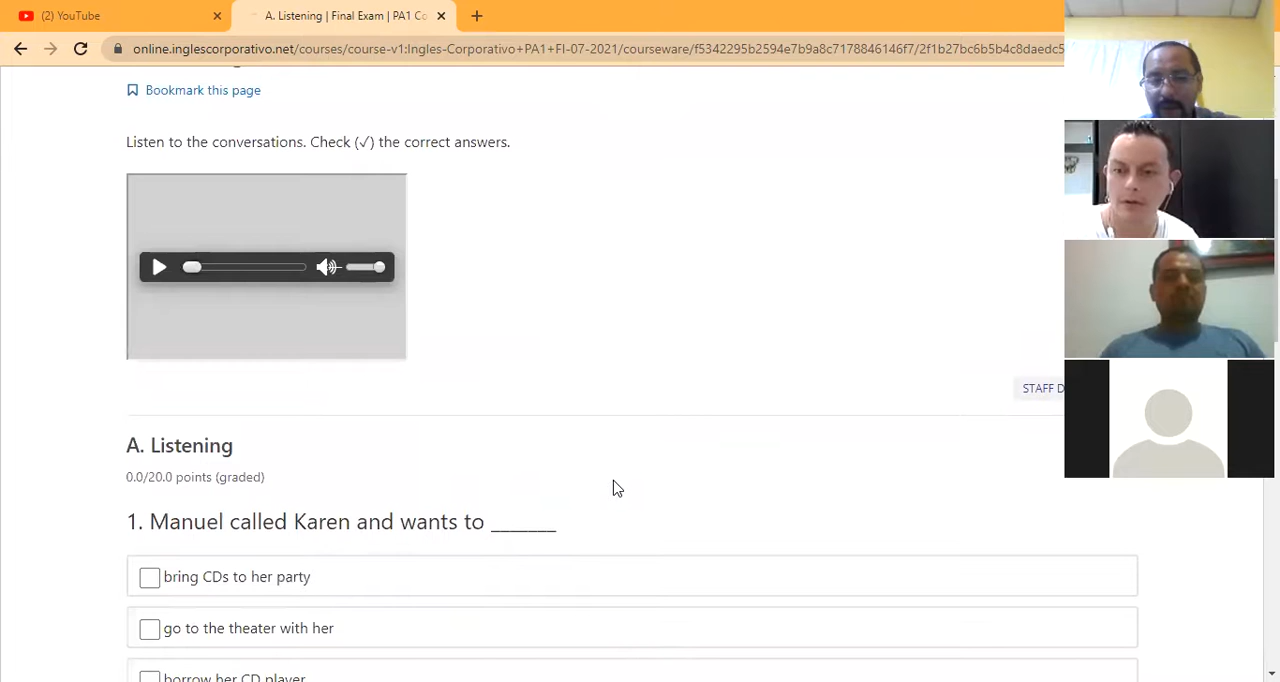 (2) YouTube
A. Listening | Final Exam | PA1 Co
online.inglescorporativo.net/courses/course-v1:Ingles-Corporativo+PA1+FI-07-2021/courseware/f5342295b2594e7b9a8c7178846146f7/2f1b27bc6b5b4c8daedc5
Bookmark this page
Listen to the conversations. Check (✓) the correct answers.
STAFF D
A. Listening
0.0/20.0 points (graded)
1. Manuel called Karen and wants to _______
bring CDs to her party
go to the theater with her
borrow her CD player